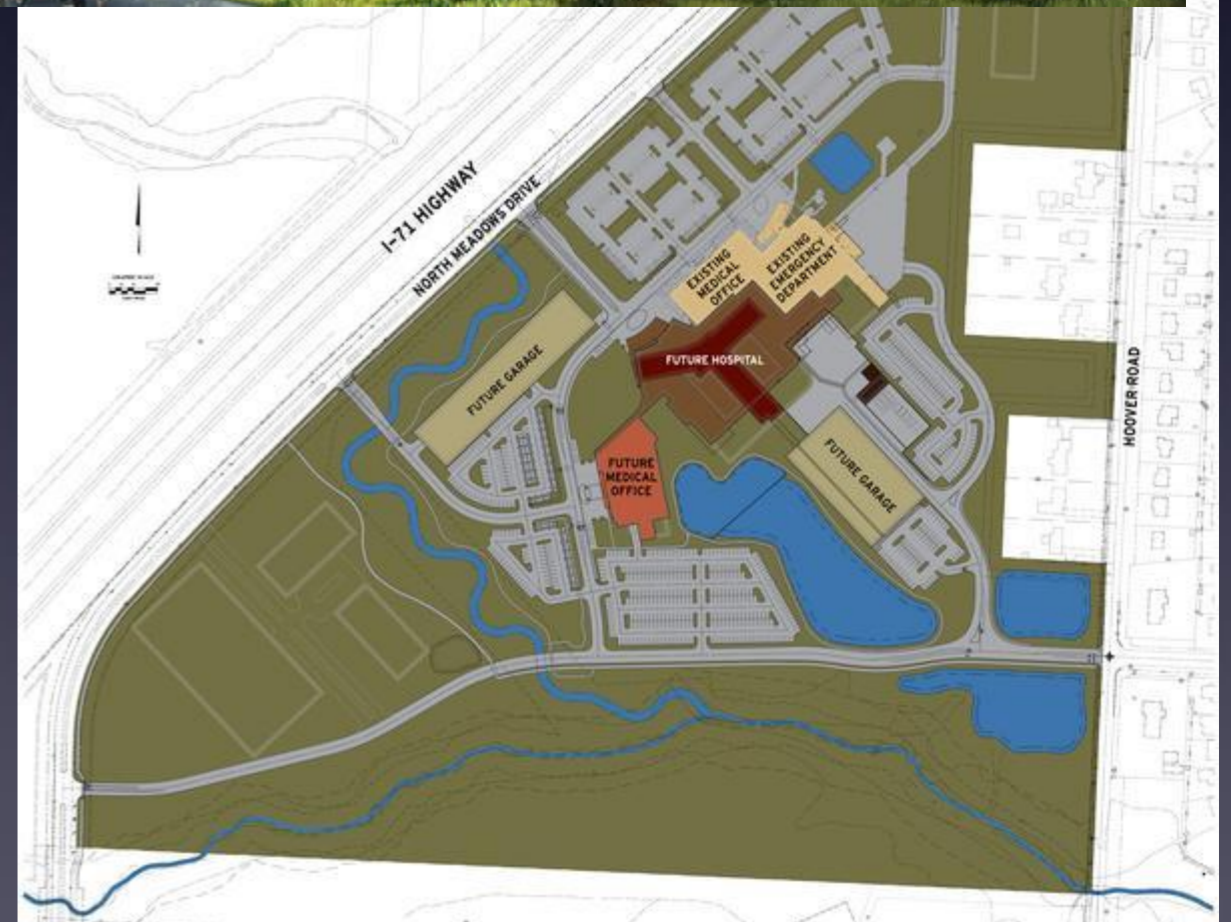 I-71 HIGHWAY
NORTH MEADOWS DRIVE
EXISTING
MEDICAL
OFFICE
EXISTING
EMERGENCY
DEPARTMENT
FUTURE HOSPITAL
FUTURE GARAGE
FUTURE
MEDICAL
OFFICE
FUTURE GARAGE
HOOVER ROAD